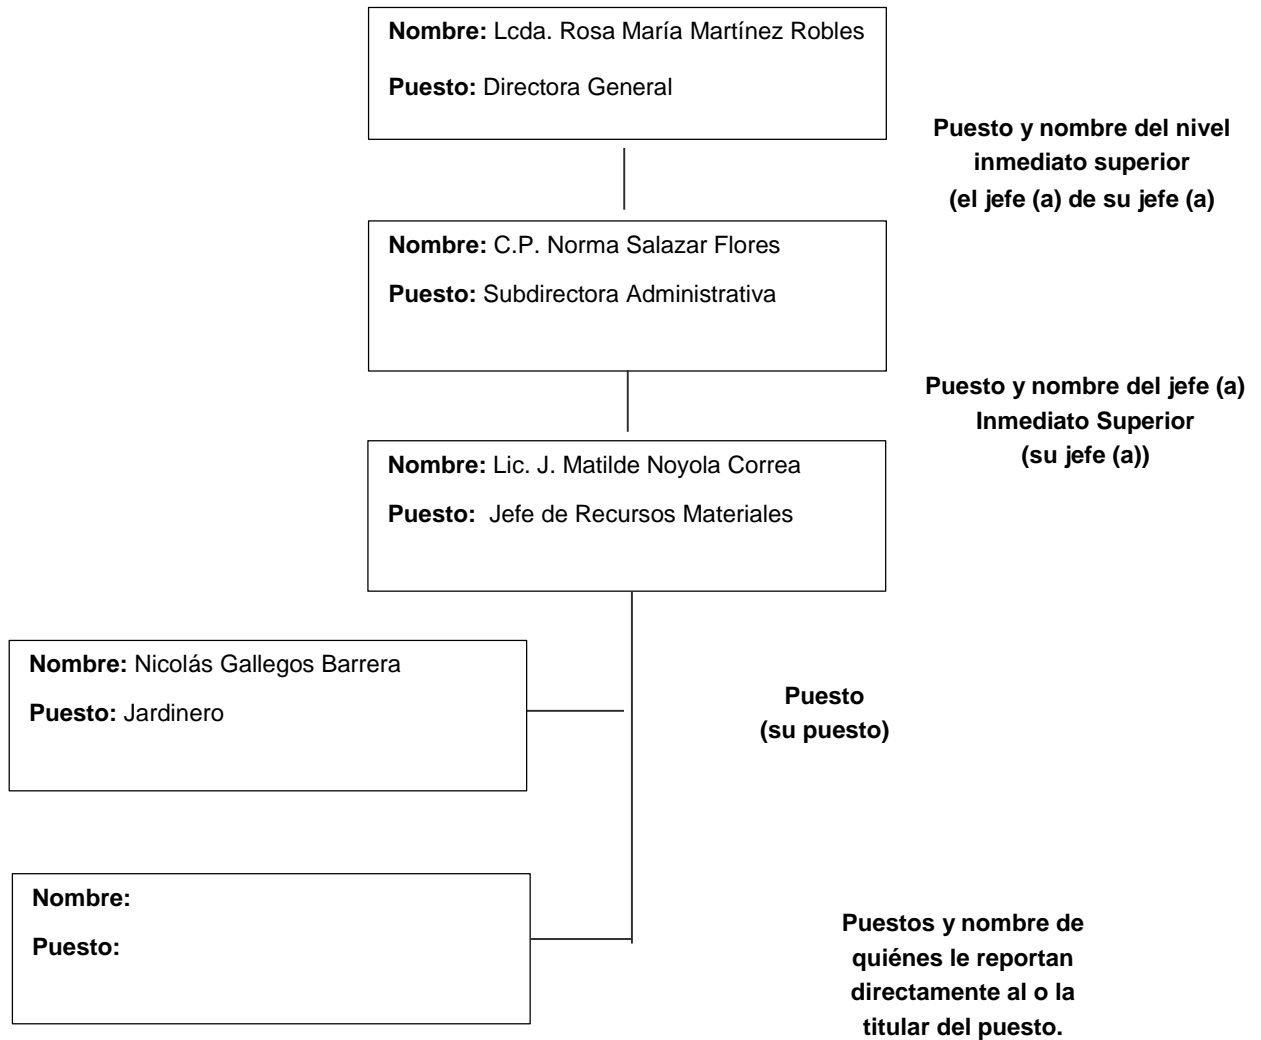 Nombre: Lcda. Rosa María Martínez Robles
Puesto: Directora General
Puesto y nombre del nivel
inmediato superior
(el jefe (a) de su jefe (a)
Nombre: C.P. Norma Salazar Flores
Puesto: Subdirectora Administrativa
Puesto y nombre del jefe (a)
Inmediato Superior
(su jefe (a))
Nombre: Lic. J. Matilde Noyola Correa
Puesto: Jefe de Recursos Materiales
Nombre: Nicolás Gallegos Barrera
Puesto: Jardinero
Puesto
(su puesto)
Nombre:
Puesto:
Puestos y nombre de
quiénes le reportan
directamente al o la
titular del puesto.